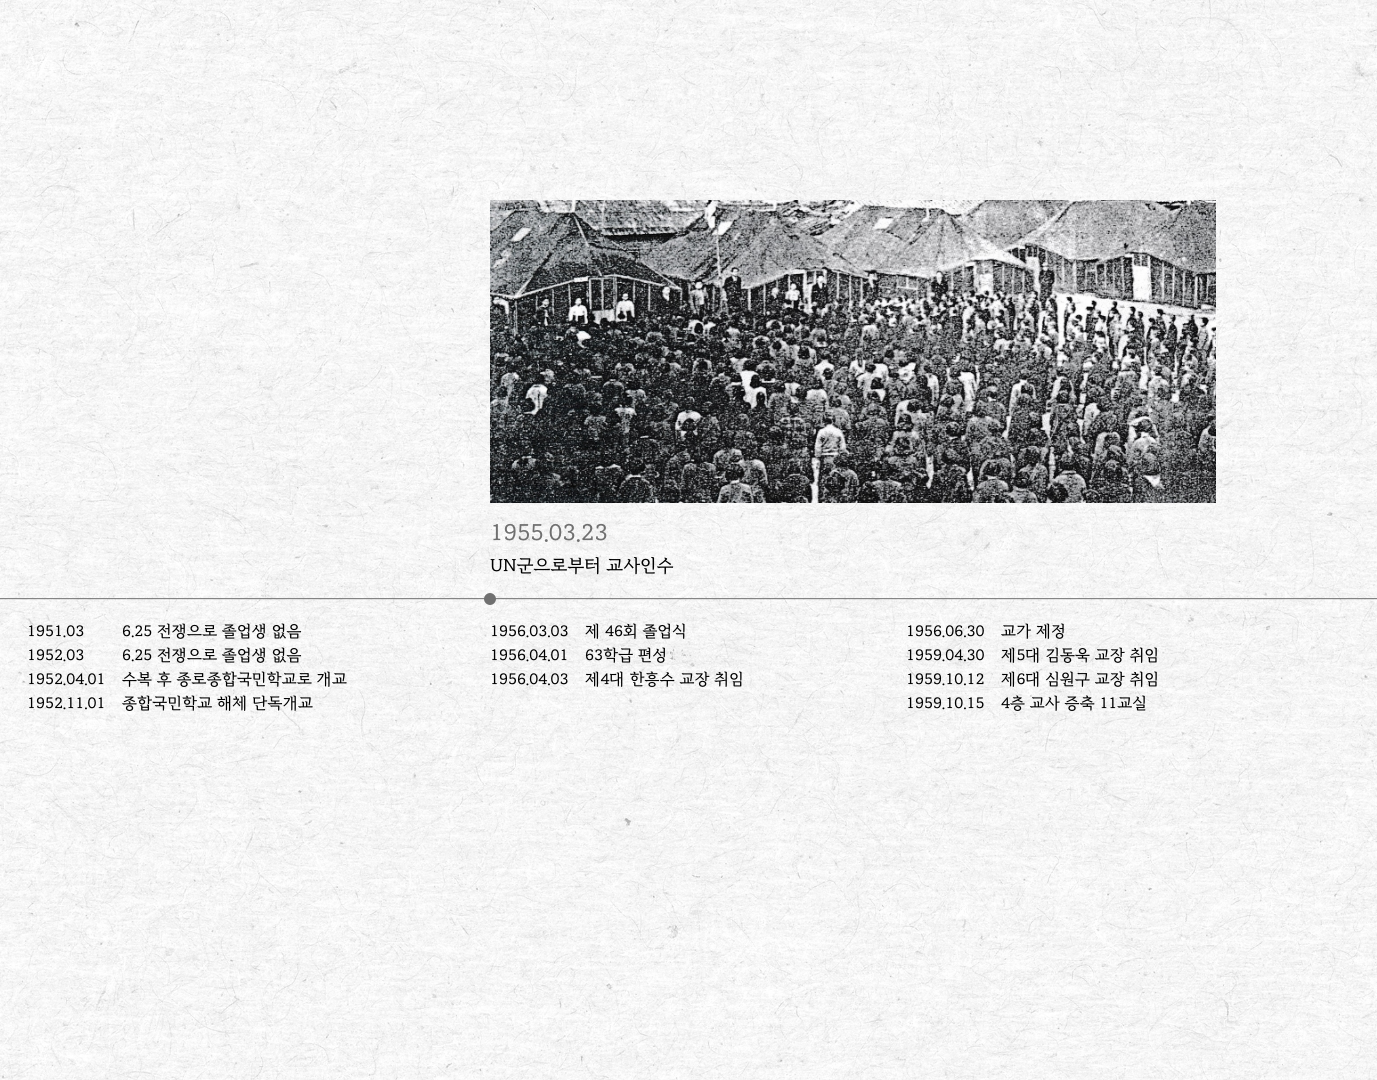 1955.03.23
UN군으로부터 교사인수
1951.03 6.25 전쟁으로 졸업생 없음
1952.03 6.25 전쟁으로 졸업생 없음
1952.04.01 수복 후 종로종합국민학교로 개교
1952.11.01 종합국민학교 해체 단독개교
1956.03.03 제 46회 졸업식
1956.04.01 63학급 편성
1956.04.03 제4대 한흥수 교장 취임
1956.06.30 교가 제정
1959.04.30 제5대 김동욱 교장 취임
1959.10.12 제6대 심원구 교장 취임
1959.10.15 4층 교사 증축 11교실